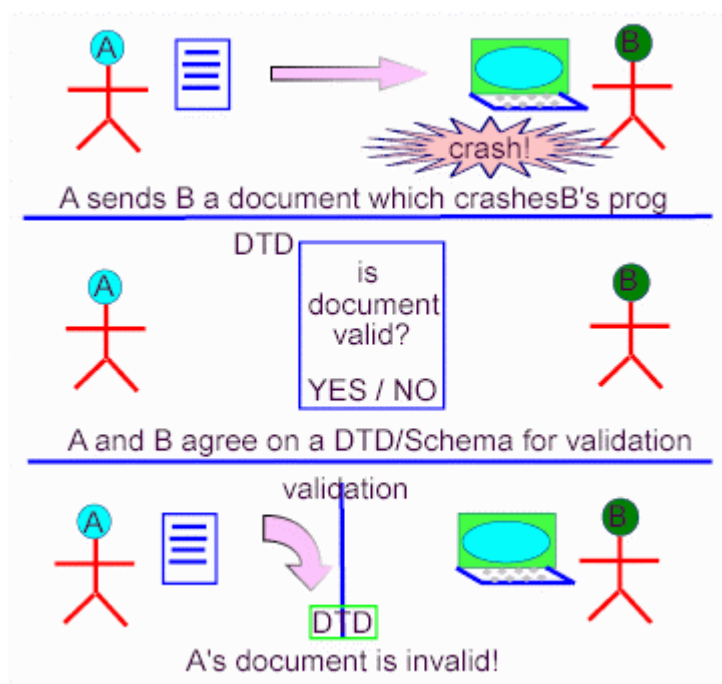 A
B
crash!
A sends B a document which crashesB's prog
DTD
is
document
valid?
A
B
YES / NO
A and B agree on a DTD/Schema for validation
validation
A
B
DTD
A's document is invalid!